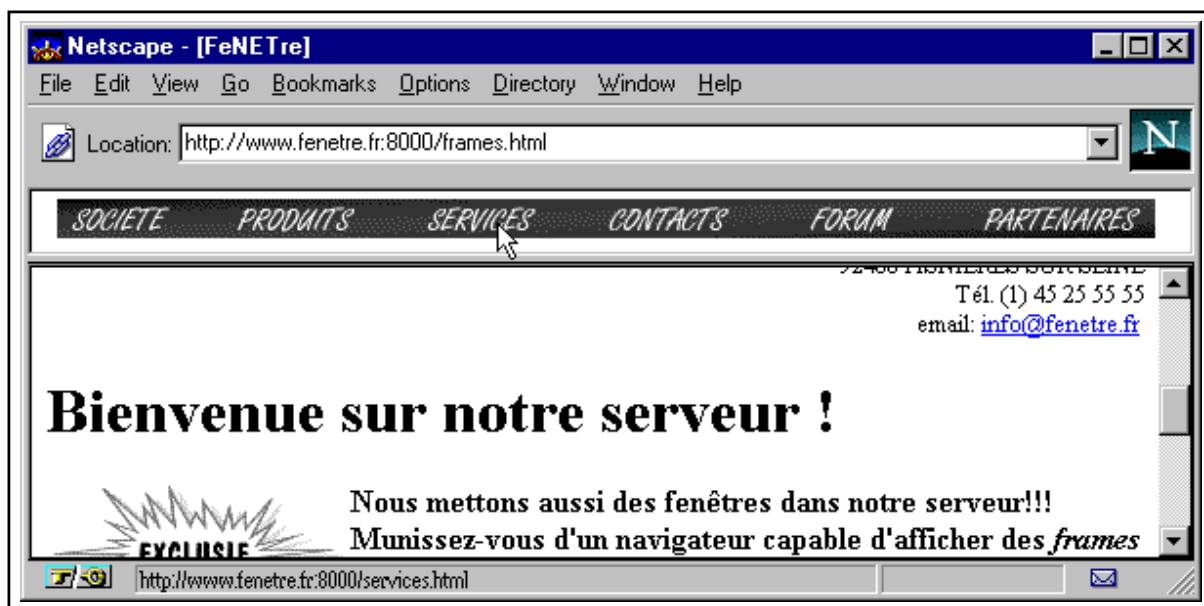 Netscape - [FeNETre]
File Edit View Go Bookmarks Options Directory Window Help
Location: http://www.fenetre.fr:8000/frames.html
N
SOCIETE PRODUITS SERVICES CONTACTS FORUM PARTENAIRES
Tél. (1) 45 25 55 55
email: info@fenetre.fr
Bienvenue sur notre serveur !
Nous mettons aussi des fenêtres dans notre serveur!!!
EXCLUSIF Munissez-vous d'un navigateur capable d'afficher des frames
http://www.fenetre.fr:8000/services.html